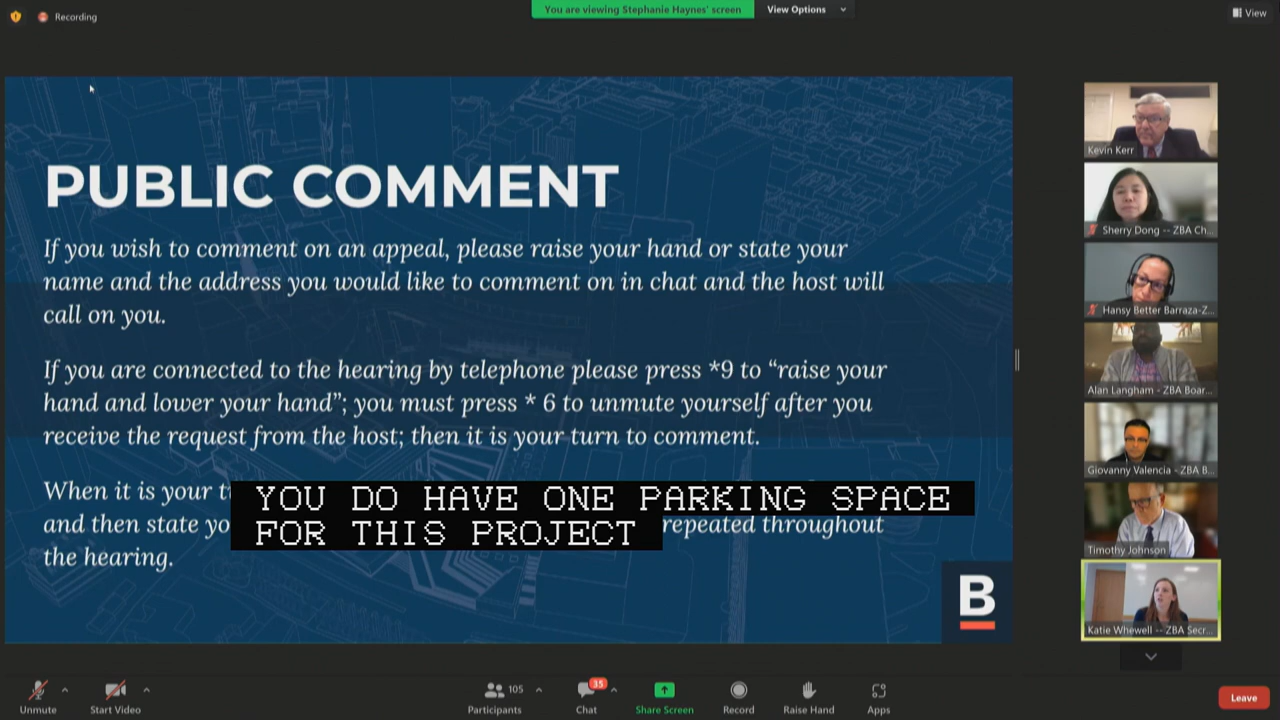 Recording
You are viewing Stephanie Haynes' screen
View Options
View
PUBLIC COMMENT
If you wish to comment on an appeal, please raise your hand or state your
name and the address you would like to comment on in chat and the host will
call on you.
If you are connected to the hearing by telephone please press *9 to “raise your
hand and lower your hand”; you must press * 6 to unmute yourself after you
receive the request from the host; then it is your turn to comment.
When it is your
and then state repeated throughout
the hearing.
YOU DO HAVE ONE PARKING SPACE
FOR THIS PROJECT
B
Kevin Kerr
Sherry Dong -- ZBA Ch...
Hansy Better Barraza-Z...
Alan Langham - ZBA Boar...
Giovanny Valencia - ZBA B...
Timothy Johnson
Katie Whewell -- ZBA Secr...
Unmute
Start Video
105
Participants
35
Chat
Share Screen
Record
Raise Hand
Apps
Leave